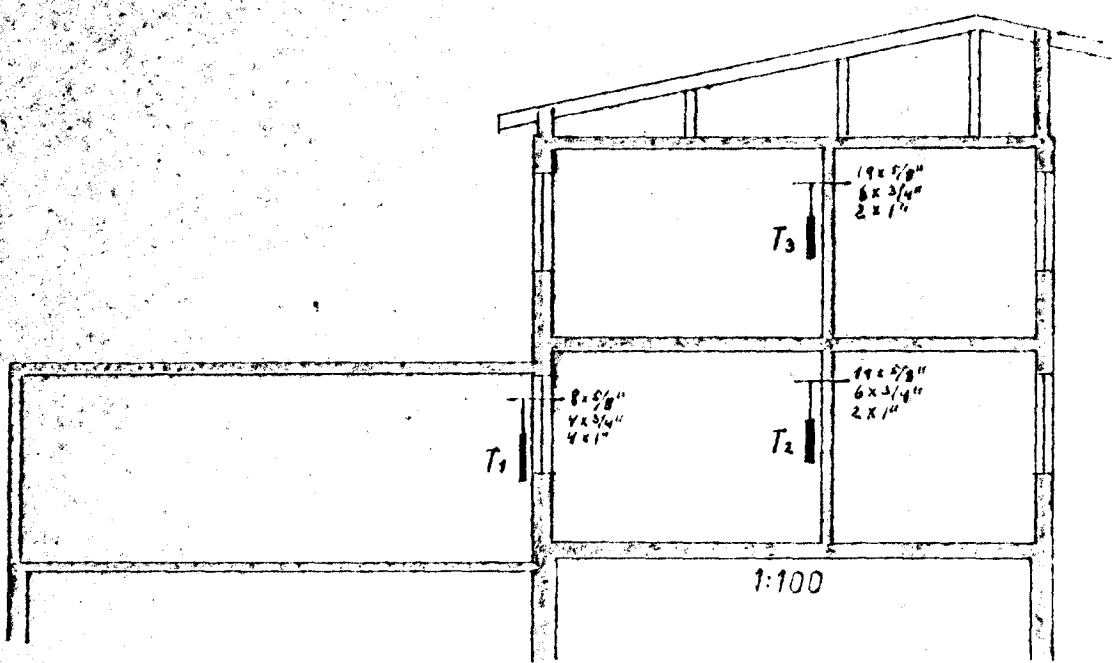 19 x 5/8"
6 x 3/4"
2 x 1"
T3
19 x 5/8"
6 x 3/4"
2 x 1"
T2
8 x 5/8"
4 x 3/4"
4 x 1"
T1
1:100